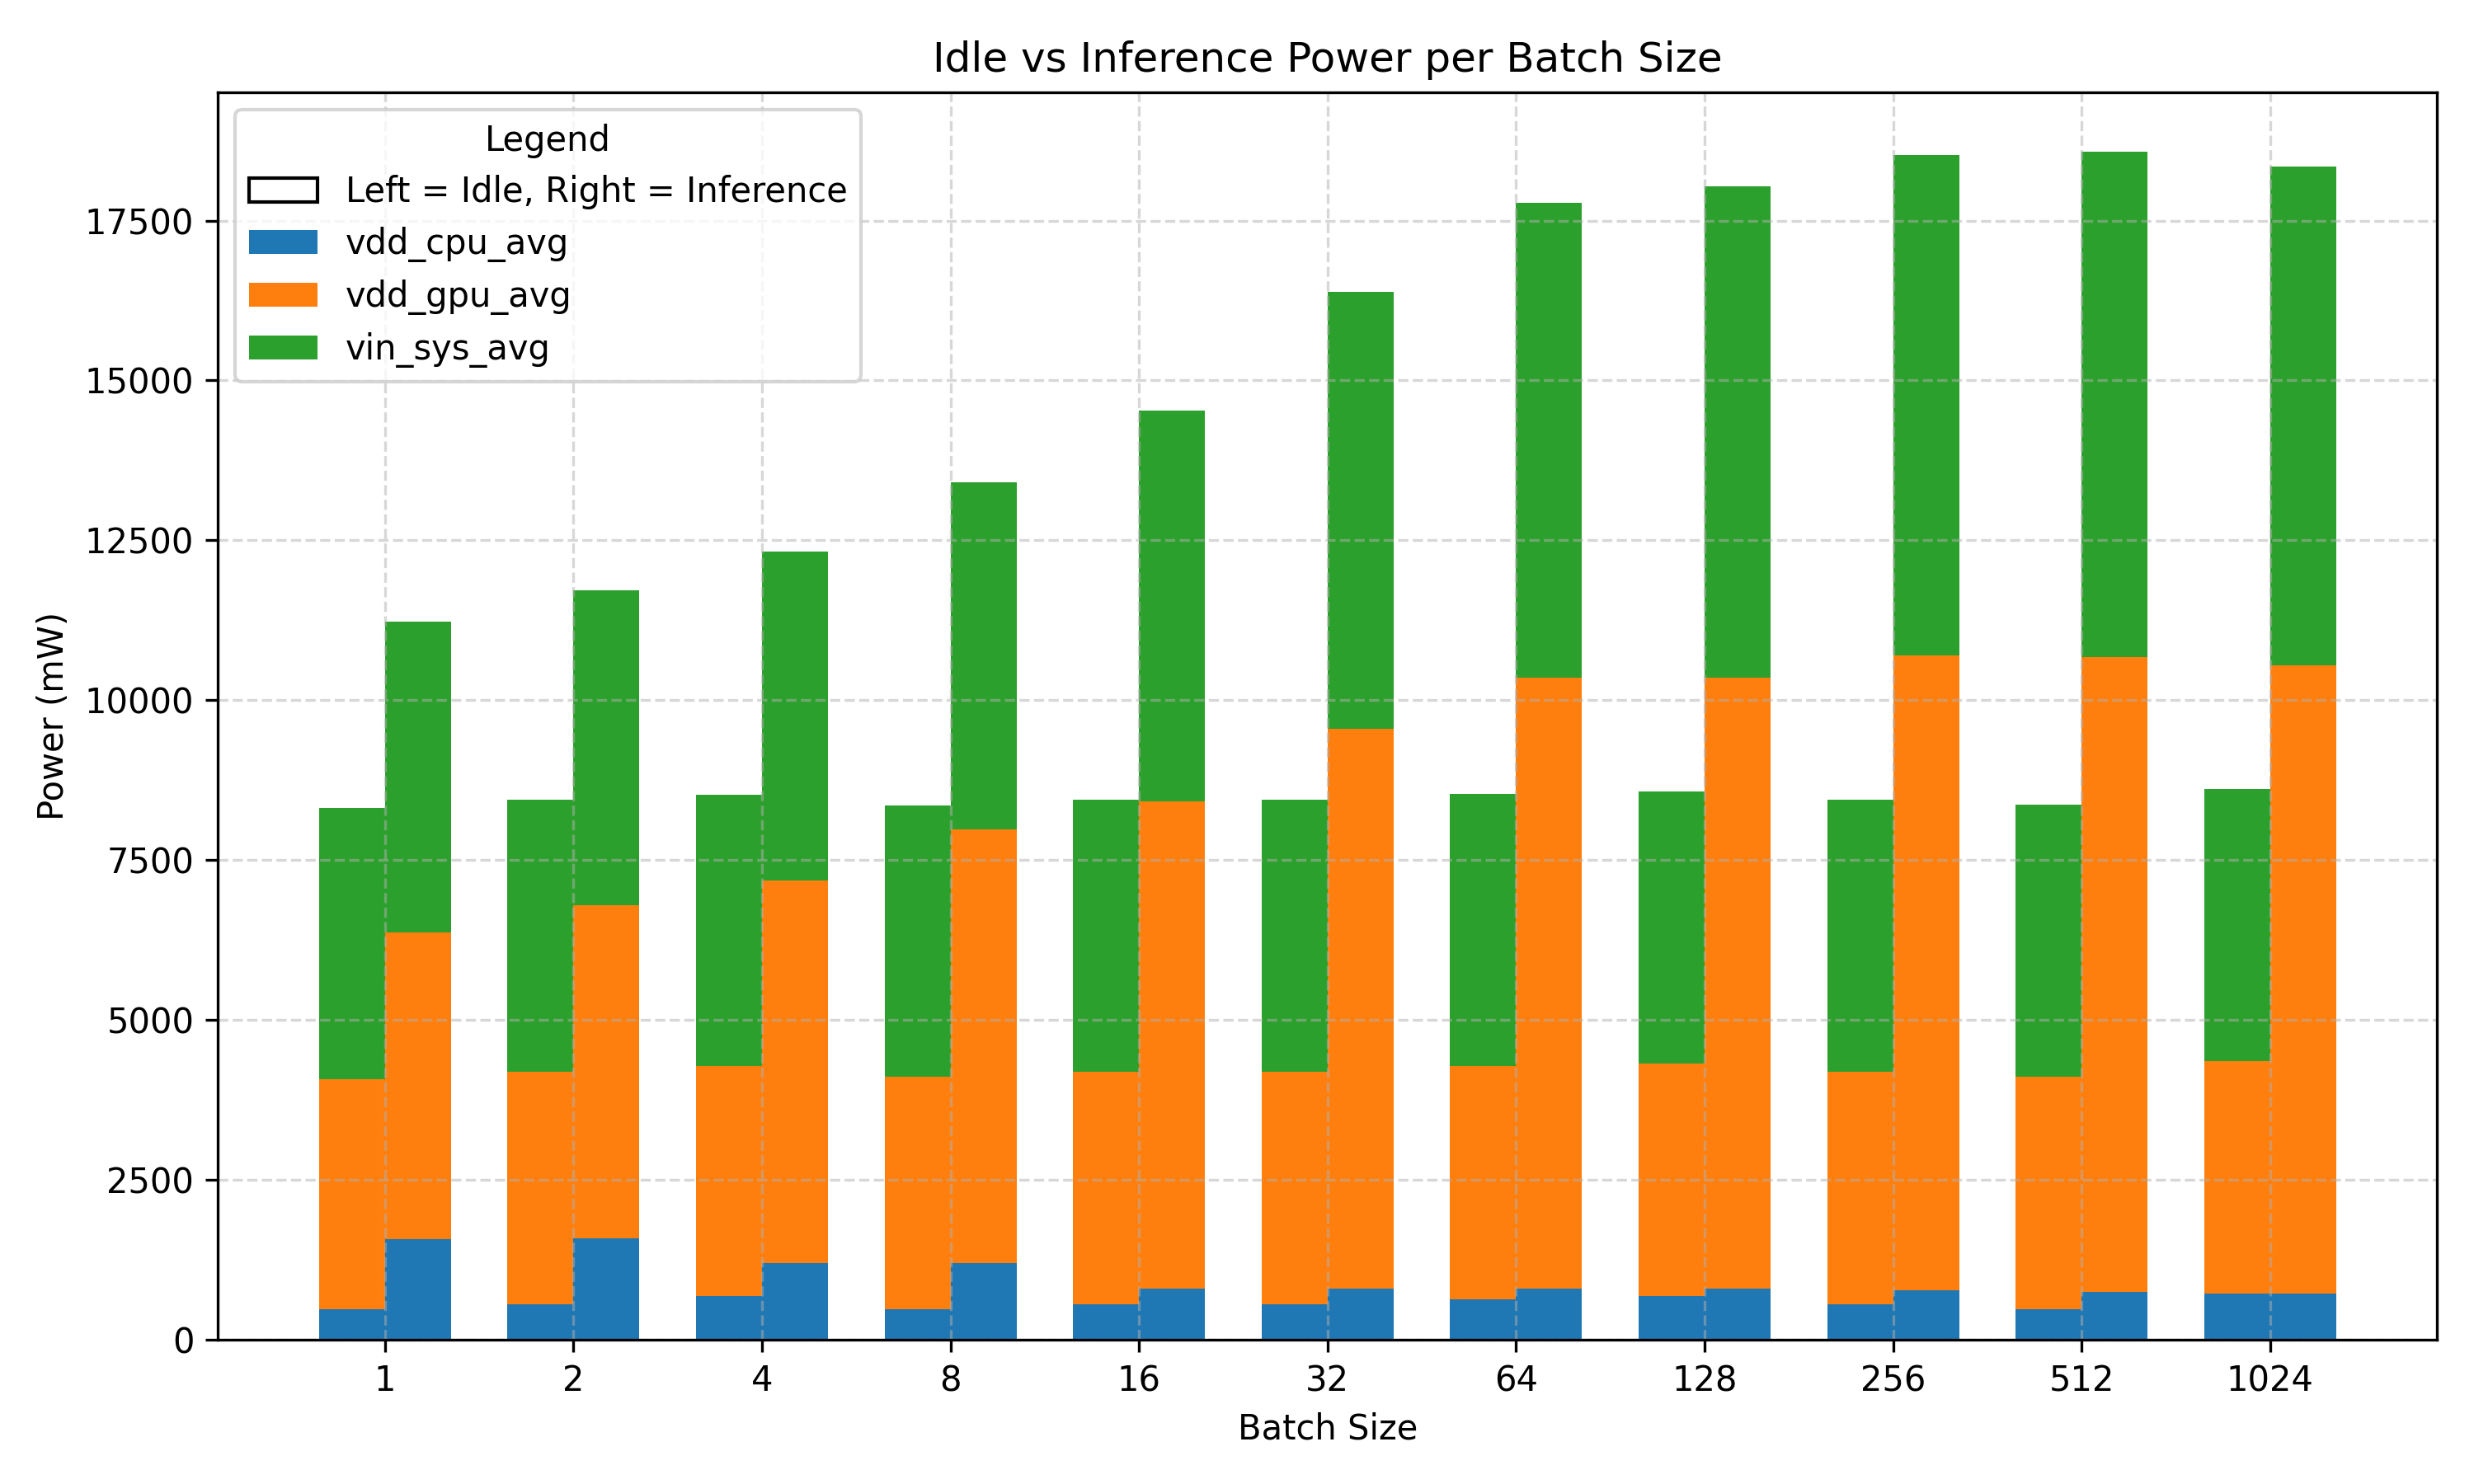 Idle vs Inference Power per Batch Size
Legend
Left = Idle, Right = Inference
vdd_cpu_avg
vdd_gpu_avg
vin_sys_avg
17500
15000
12500
10000
7500
5000
2500
0
Power (mW)
1 2 4 8 16 32 64 128 256 512 1024
Batch Size